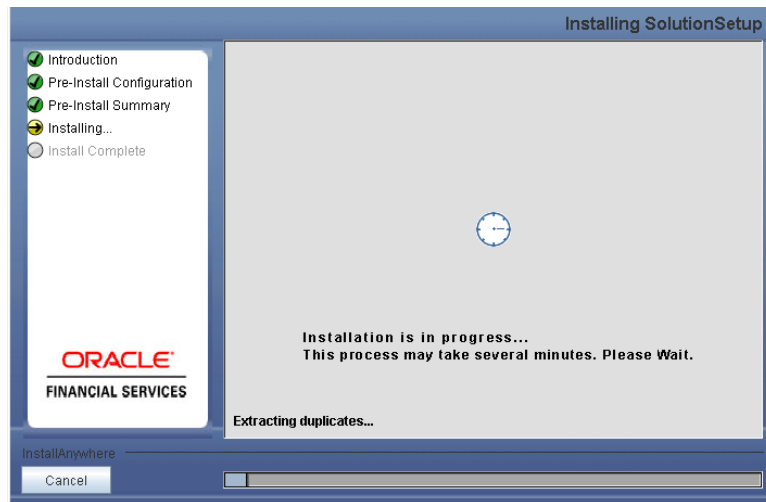 Installing SolutionSetup
Introduction
Pre-Install Configuration
Pre-Install Summary
Installing...
Install Complete
Installation is in progress...
This process may take several minutes. Please Wait.
ORACLE
FINANCIAL SERVICES
Extracting duplicates...
InstallAnywhere
Cancel